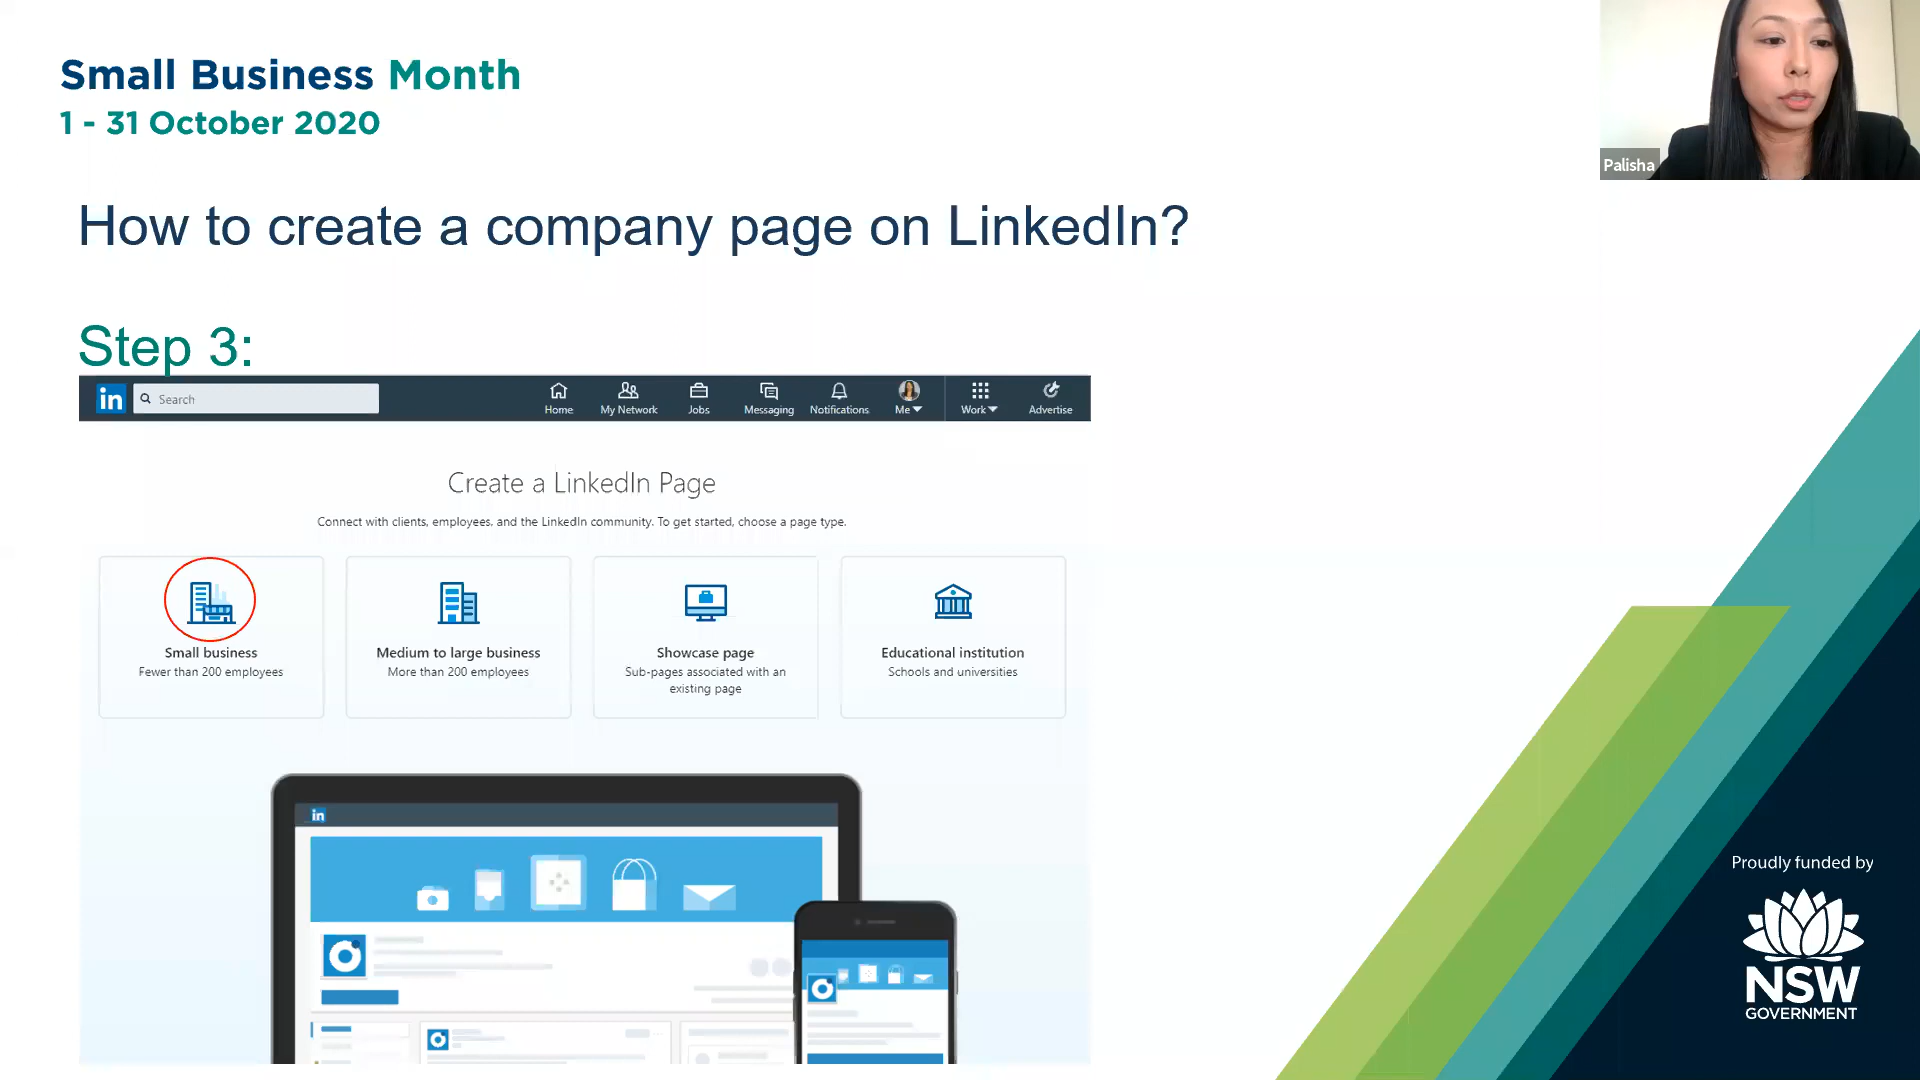 Small Business Month
1 - 31 October 2020
Palisha
How to create a company page on LinkedIn?
Step 3:
in
Search
Home
My Network
Jobs
Messaging
Notifications
Me
Work
Advertise
Create a LinkedIn Page
Connect with clients, employees, and the LinkedIn community. To get started, choose a page type.
Small business
Fewer than 200 employees
Medium to large business
More than 200 employees
Showcase page
Sub-pages associated with an
existing page
Educational institution
Schools and universities
in
Proudly funded by
NSW
GOVERNMENT